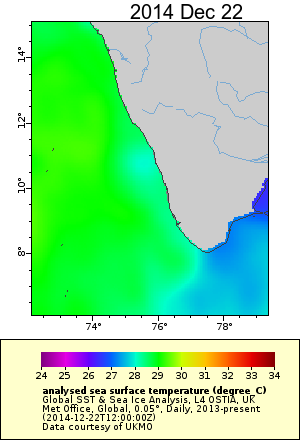 2014 Dec 22
14°
12°
10°
8°
74°
76°
78°
24 25 26 27 28 29 30 31 32 33 34
analysed sea surface temperature (degree_C)
Global SST & Sea Ice Analysis, L4 OSTIA, UK
Met Office, Global, 0.05°, Daily, 2013-present
(2014-12-22T12:00:00Z)
Data courtesy of UKMO